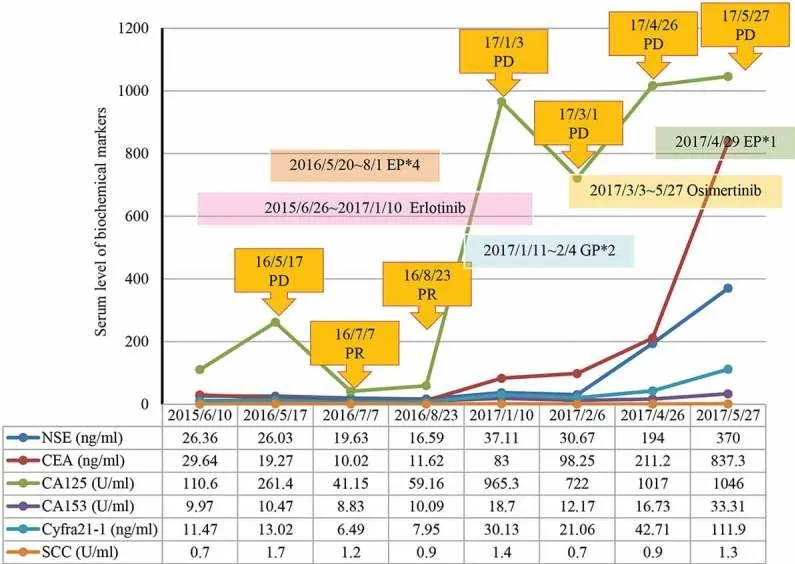 Serum level of biochemical markers
1200
1000
800
600
400
200
0
17/1/3
PD
17/3/1
PD
17/4/26
PD
17/5/27
PD
16/5/17
PD
16/7/7
PR
16/8/23
PR
2016/5/20~8/1 EP*4
2015/6/26~2017/1/10 Erlotinib
2017/1/11~2/4 GP*2
2017/3/3~5/27 Osimertinib
2017/4/29 EP*1
2015/6/10 2016/5/17 2016/7/7 2016/8/23 2017/1/10 2017/2/6 2017/4/26 2017/5/27
NSE (ng/ml) 26.36 26.03 19.63 16.59 37.11 30.67 194 370
CEA (ng/ml) 29.64 19.27 10.02 11.62 83 98.25 211.2 837.3
CA125 (U/ml) 110.6 261.4 41.15 59.16 965.3 722 1017 1046
CA153 (U/ml) 9.97 10.47 8.83 10.09 18.7 12.17 16.73 33.31
Cyfra21-1 (ng/ml) 11.47 13.02 6.49 7.95 30.13 21.06 42.71 111.9
SCC (U/ml) 0.7 1.7 1.2 0.9 1.4 0.7 0.9 1.3